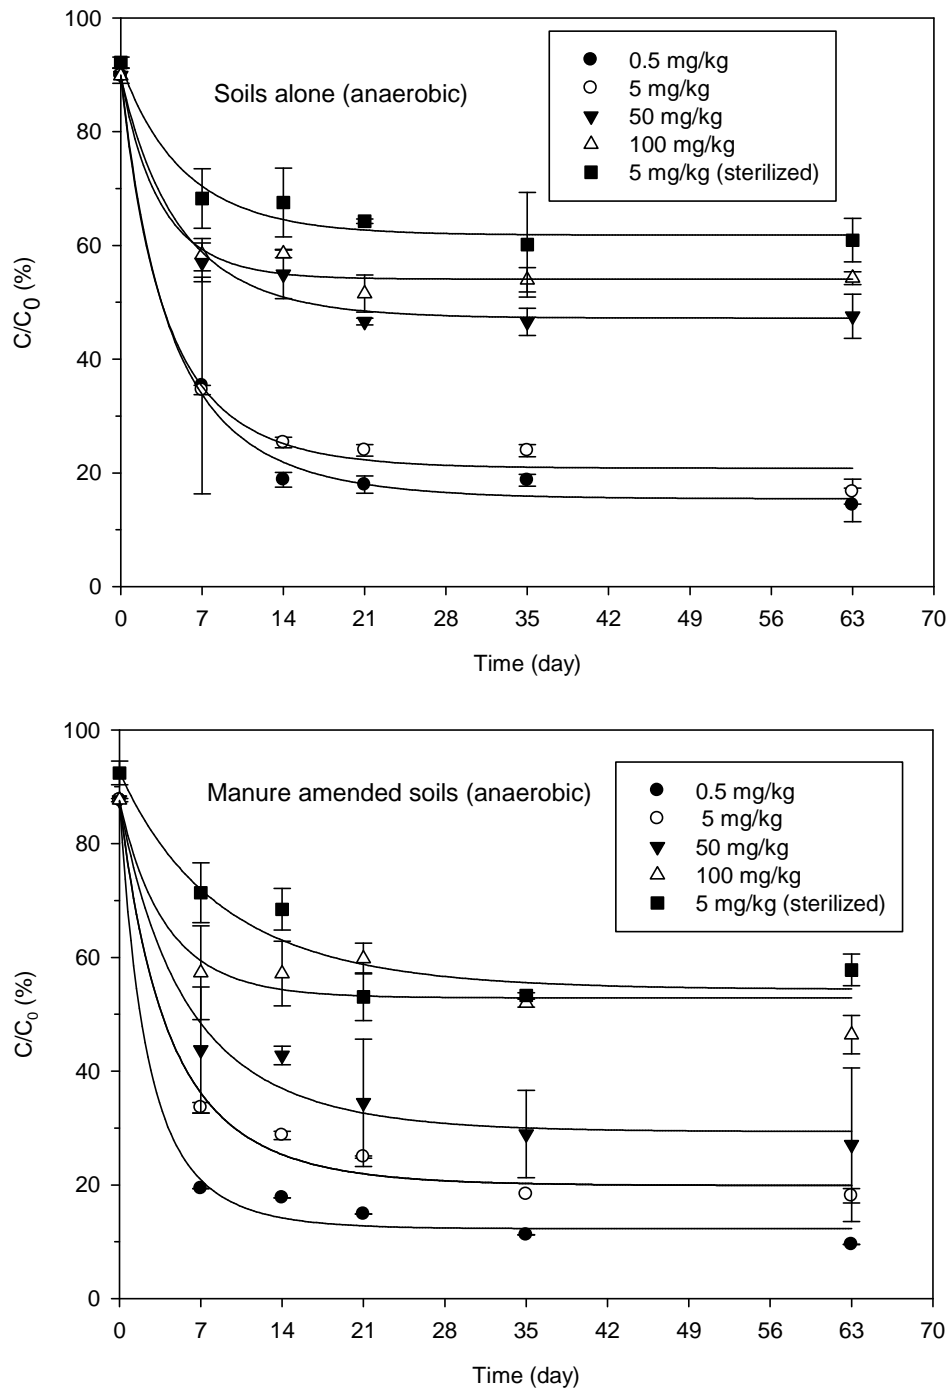 100
80
60
40
20
0
C/C0 (%)
Soils alone (anaerobic)
0.5 mg/kg
5 mg/kg
50 mg/kg
100 mg/kg
5 mg/kg (sterilized)
0 7 14 21 28 35 42 49 56 63 70
Time (day)
100
80
60
40
20
0
C/C0 (%)
Manure amended soils (anaerobic)
0.5 mg/kg
5 mg/kg
50 mg/kg
100 mg/kg
5 mg/kg (sterilized)
0 7 14 21 28 35 42 49 56 63 70
Time (day)